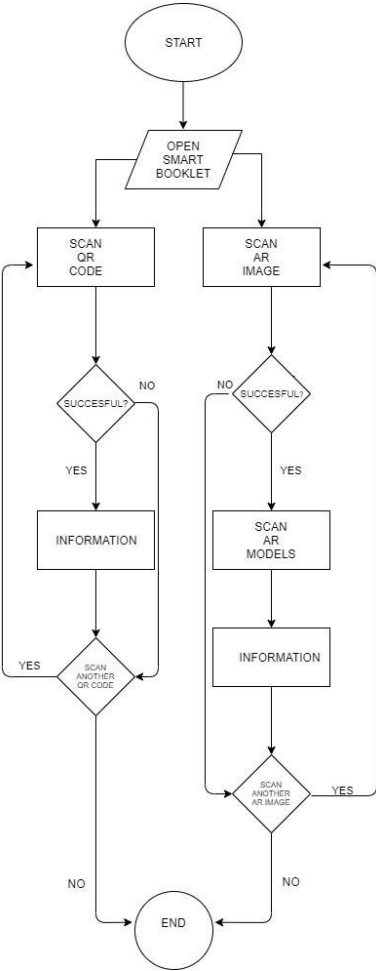 START
OPEN
SMART
BOOKLET
SCAN
QR
CODE
SCAN
AR
IMAGE
SUCCESFUL?
NO
NO
SUCCESFUL?
YES
YES
INFORMATION
SCAN
AR
MODELS
YES
SCAN
ANOTHER
QR CODE
INFORMATION
SCAN
ANOTHER
AR IMAGE
YES
NO
NO
END